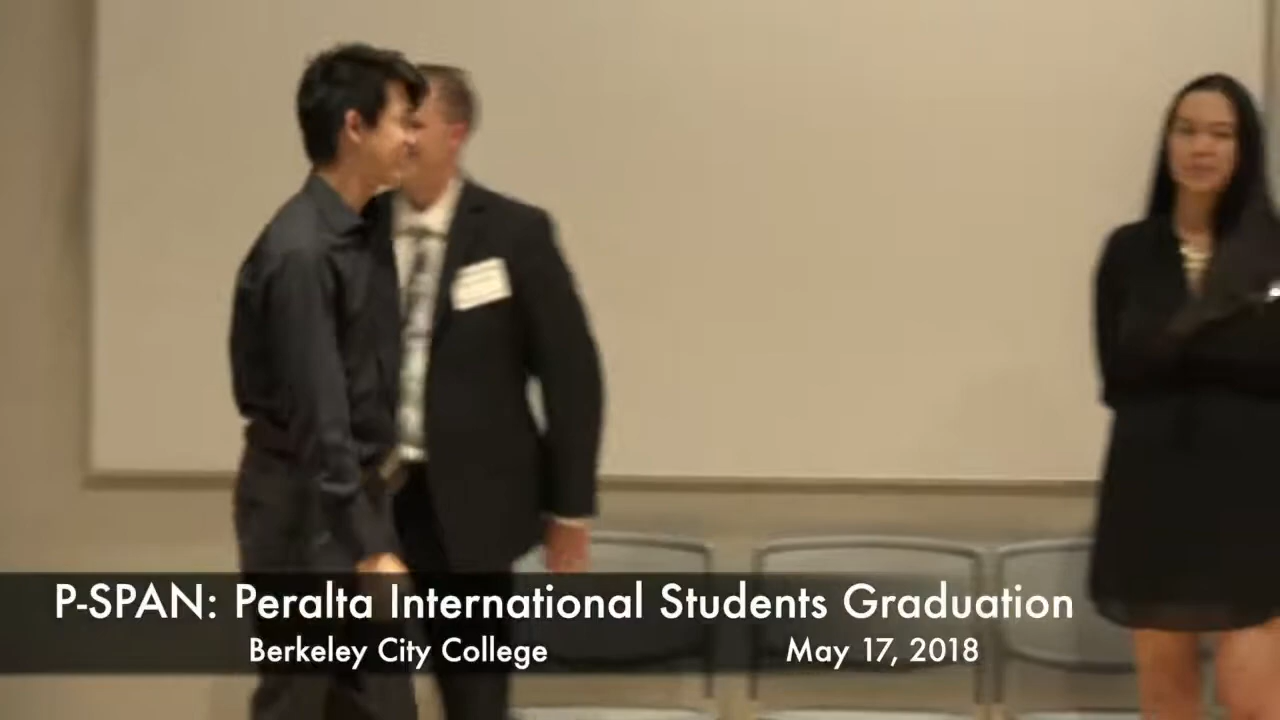 P-SPAN: Peralta International Students Graduation
Berkeley City College May 17, 2018